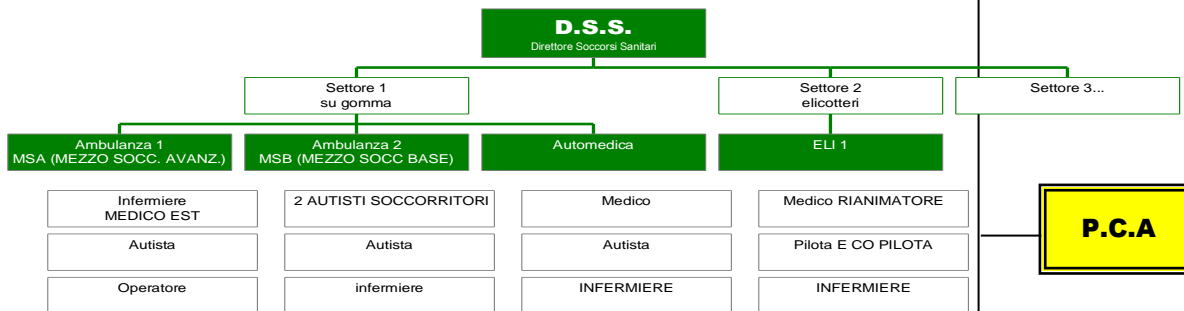 D.S.S.
Direttore Soccorsi Sanitari
Settore 1
su gomma
Settore 2
elicotteri
Settore 3...
Ambulanza 1
MSA (MEZZO SOCC. AVANZ.)
Ambulanza 2
MSB (MEZZO SOCC BASE)
Automedica
ELI 1
Infermiere
MEDICO EST
2 AUTISTI SOCCORRITORI
Medico
Medico RIANIMATORE
P.C.A
Autista
Autista
Autista
Pilota E CO PILOTA
Operatore
infermiere
INFERMIERE
INFERMIERE